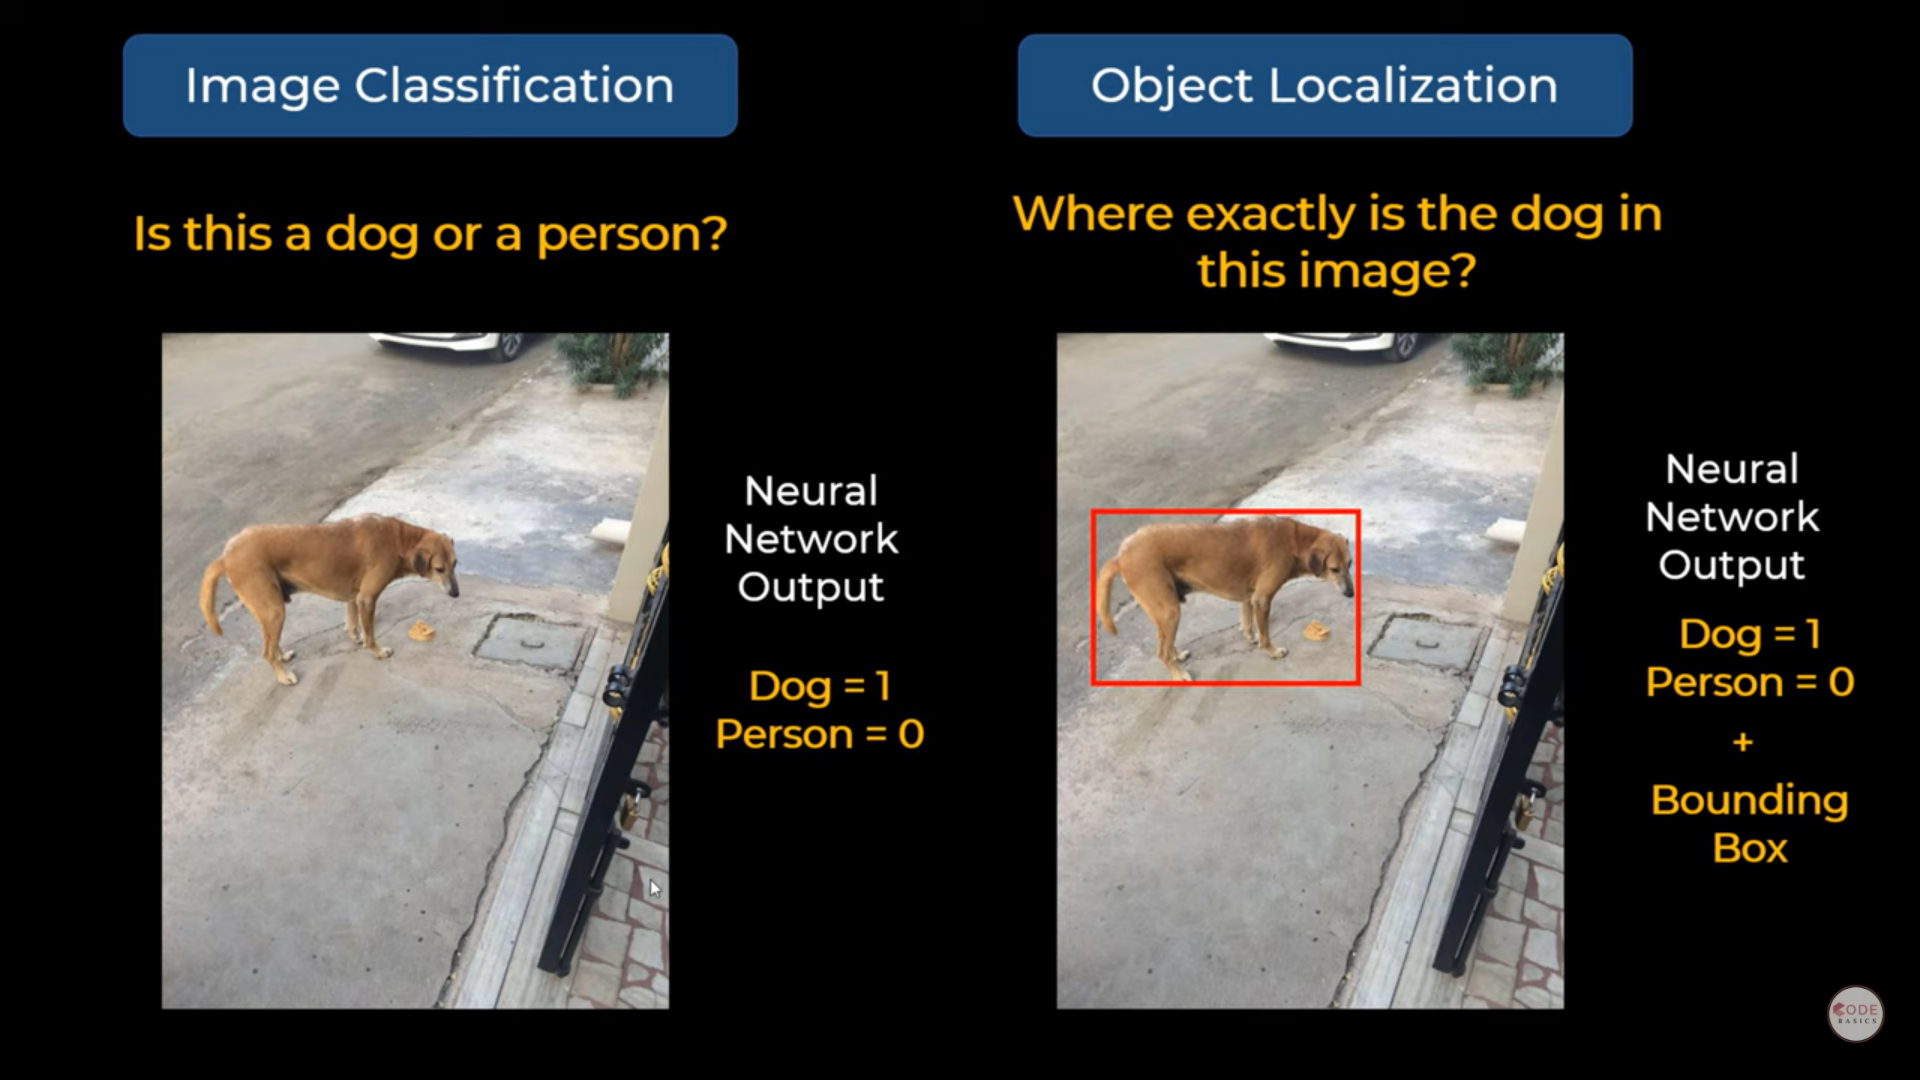 Image Classification
Is this a dog or a person?
Neural
Network
Output
Dog = 1
Person = 0
Object Localization
Where exactly is the dog in
this image?
Neural
Network
Output
Dog = 1
Person = 0
+
Bounding
Box
CODE
BASICS